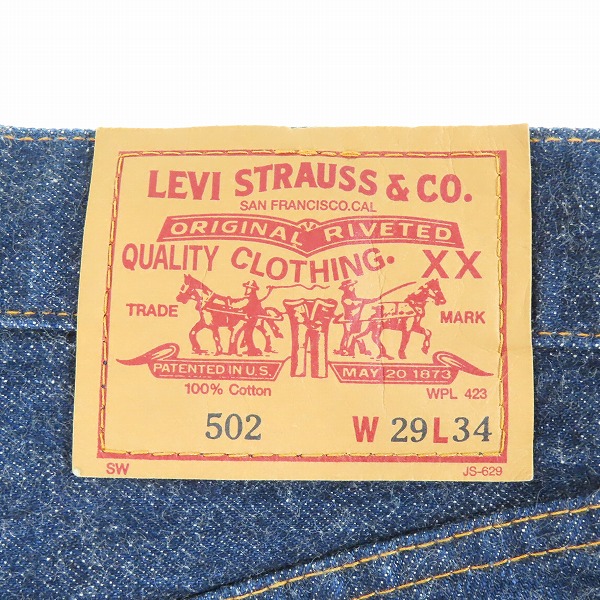 LEVI STRAUSS & CO.
SAN FRANCISCO.CAL
ORIGINAL RIVETED
QUALITY CLOTHING. XX
TRADE MARK
PATENTED IN U.S. MAY 20 1873
100% Cotton WPL 423
502 W 29 L 34
SW JS-629